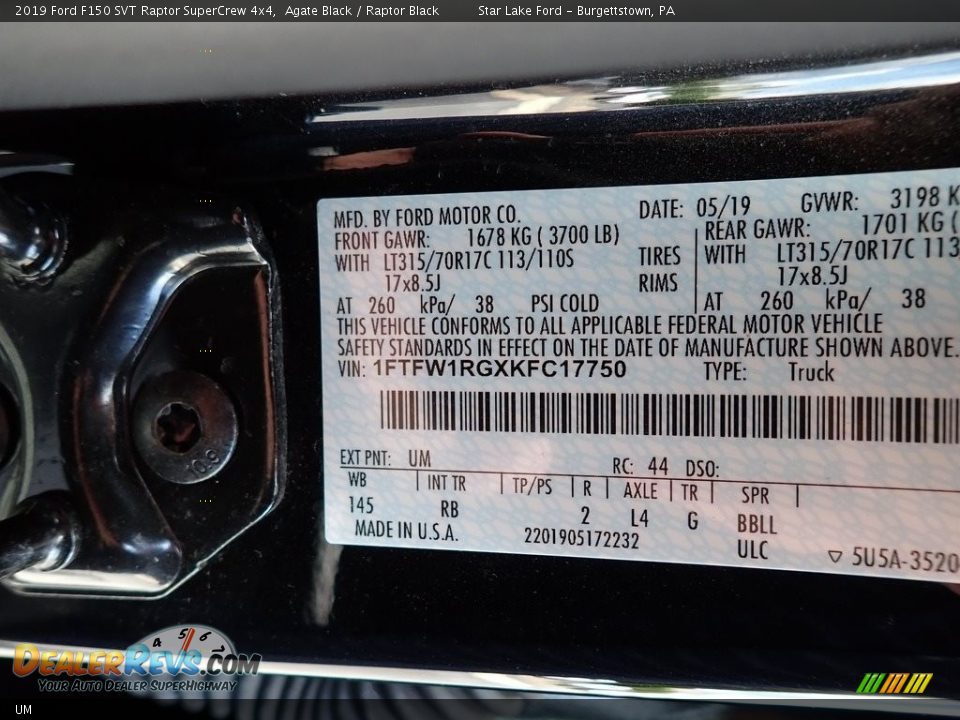 2019 Ford F150 SVT Raptor SuperCrew 4x4, Agate Black / Raptor Black Star Lake Ford - Burgettstown, PA
MFD. BY FORD MOTOR CO. DATE: 05/19 GVWR: 3198 K
FRONT GAWR: 1678 KG ( 3700 LB) REAR GAWR: 1701 KG (
WITH LT315/70R17C 113/110S TIRES WITH LT315/70R17C 113
17x8.5J RIMS 17x8.5J
AT 260 kPa/ 38 PSI COLD AT 260 kPa/ 38
THIS VEHICLE CONFORMS TO ALL APPLICABLE FEDERAL MOTOR VEHICLE
SAFETY STANDARDS IN EFFECT ON THE DATE OF MANUFACTURE SHOWN ABOVE.
VIN: 1FTFW1RGXKFC17750 TYPE: Truck
EXT PNT: UM RC: 44 DSO:
WB INT TR TP/PS R AXLE TR SPR
145 RB 2 L4 G BBLL
MADE IN U.S.A. 2201905172232 ULC 5U5A-3520
10.9
4 5 6
DEALERREVS.COM
YOUR AUTO DEALER SUPERHIGHWAY
UM